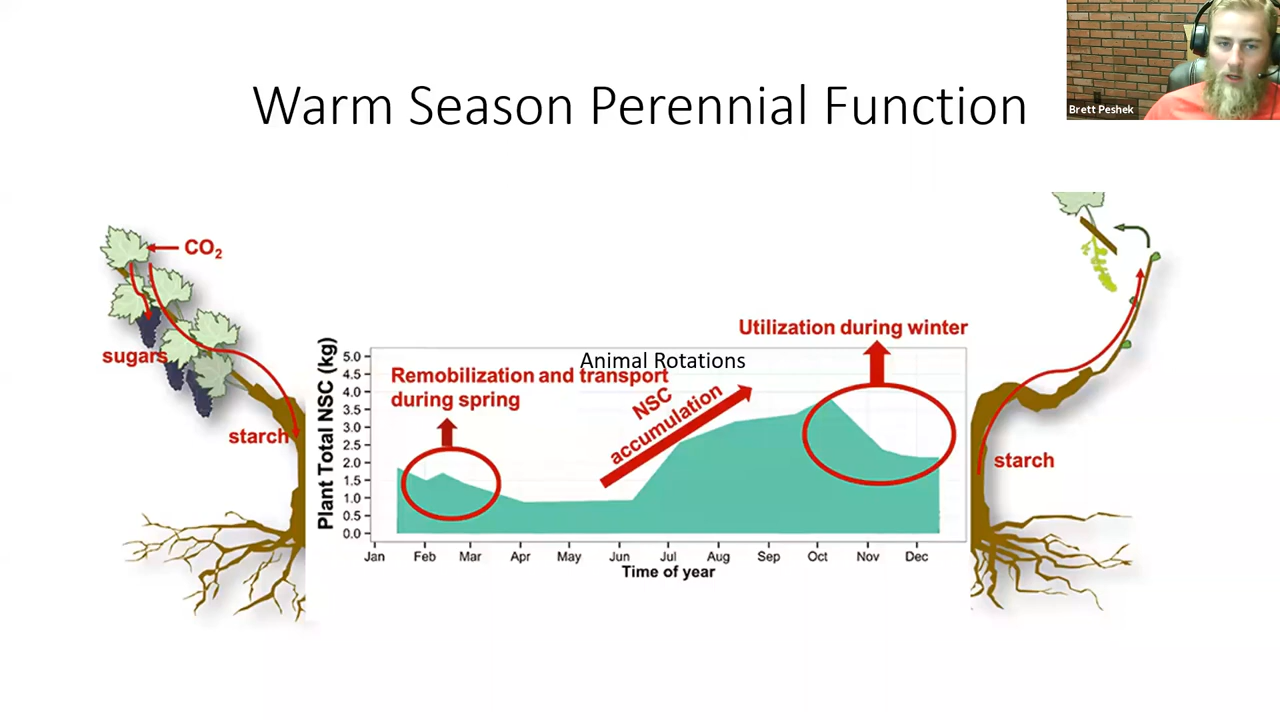 Warm Season Perennial Function
Brett Peshek
CO2
sugars
starch
Plant Total NSC (kg)
5.0
4.5
4.0
3.5
3.0
2.5
2.0
1.5
1.0
0.5
0.0
Animal Rotations
Remobilization and transport
during spring
NSC
accumulation
Utilization during winter
Jan Feb Mar Apr May Jun Jul Aug Sep Oct Nov Dec
Time of year
starch